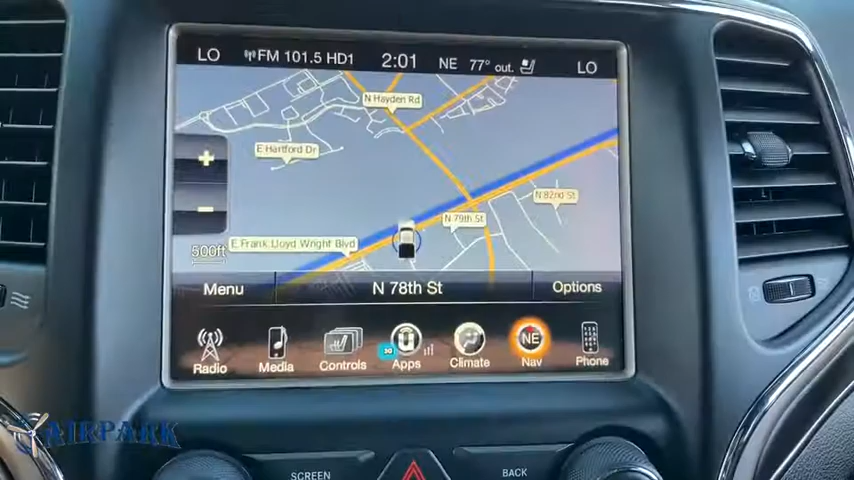 LO FM 101.5 HD1 2:01 NE 77° out. LO
N Hayden Rd
E Hartford Dr
+
−
N 82nd St
N 79th St
500ft
E Frank Lloyd Wright Blvd
Menu N 78th St Options
NE
30
Radio Media Controls Apps Climate Nav Phone
AIRPARK
SCREEN BACK